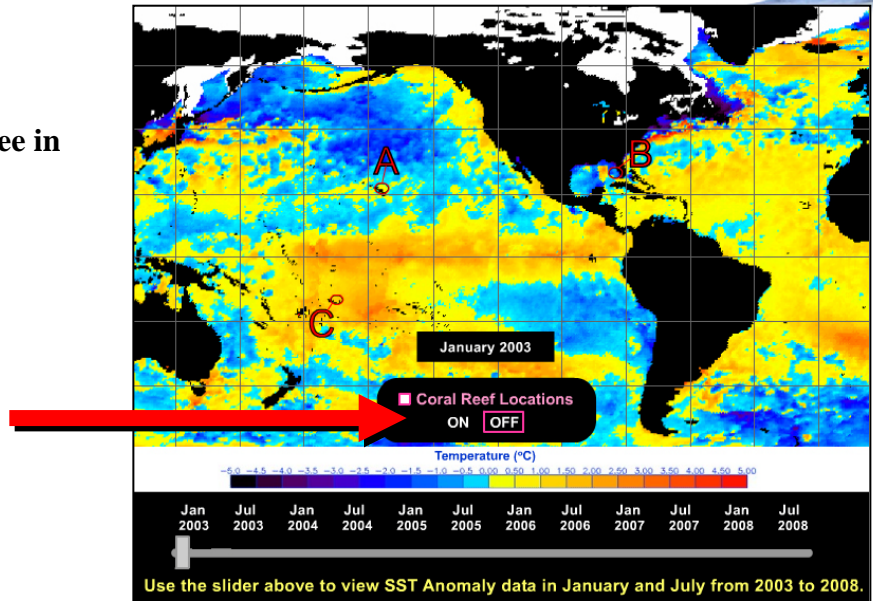 ee in
A
B
C
January 2003
Coral Reef Locations
ON OFF
Temperature (°C)
-5.0 -4.5 -4.0 -3.5 -3.0 -2.5 -2.0 -1.5 -1.0 -0.5 0.00 0.50 1.00 1.50 2.00 2.50 3.00 3.50 4.00 4.50 5.00
Jan Jul Jan Jul Jan Jul Jan Jul Jan Jul Jan Jul
2003 2003 2004 2004 2005 2005 2006 2006 2007 2007 2008 2008
Use the slider above to view SST Anomaly data in January and July from 2003 to 2008.